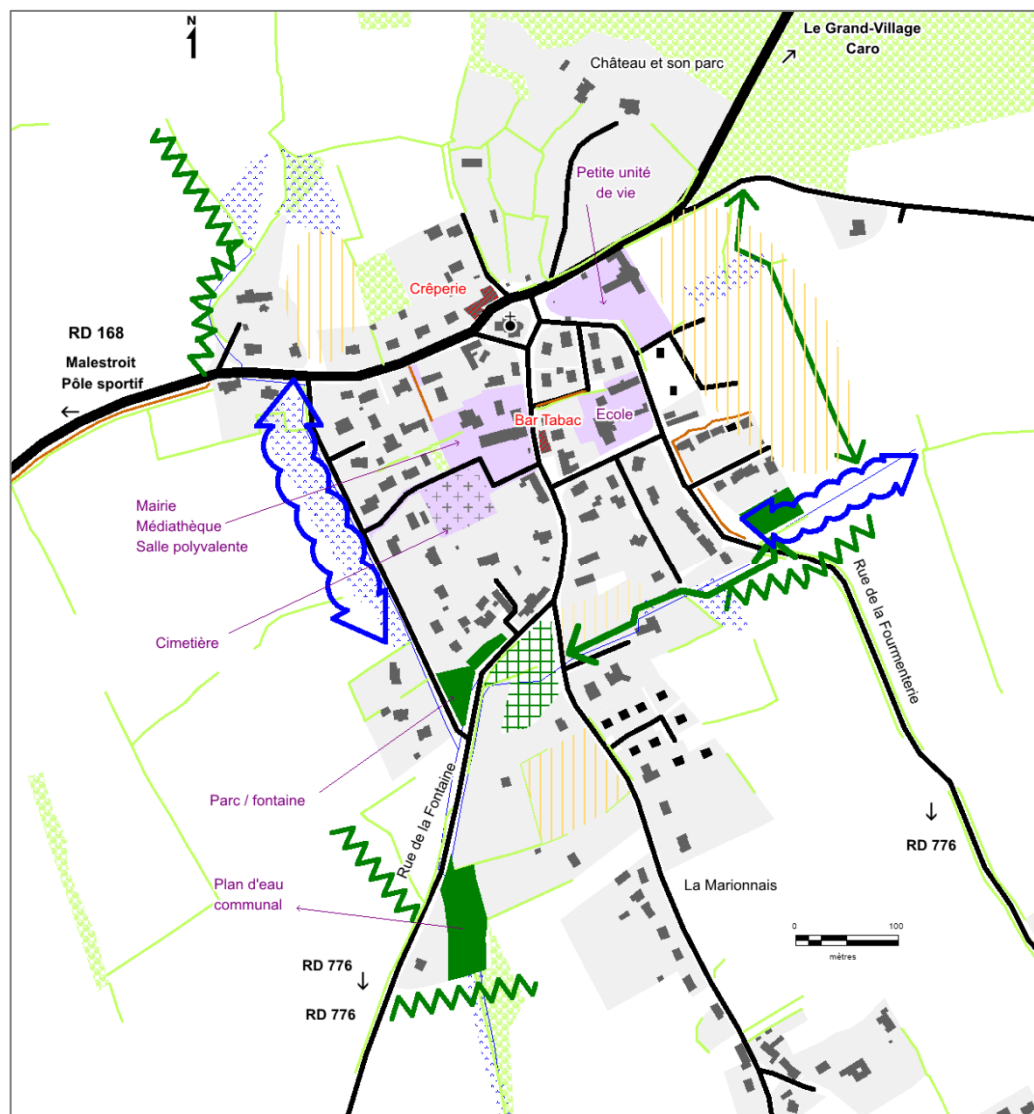 N
Le Grand-Village
Caro
Château et son parc
Petite unité
de vie
Crêperie
RD 168
Malestroit
Pôle sportif
Bar Tabac
Ecole
Mairie
Médiathèque
Salle polyvalente
Cimetière
Rue de la Fourmenterie
Parc / fontaine
Rue de la Fontaine
RD 776
Plan d'eau
communal
La Marionnais
0
100
mètres
RD 776
RD 776